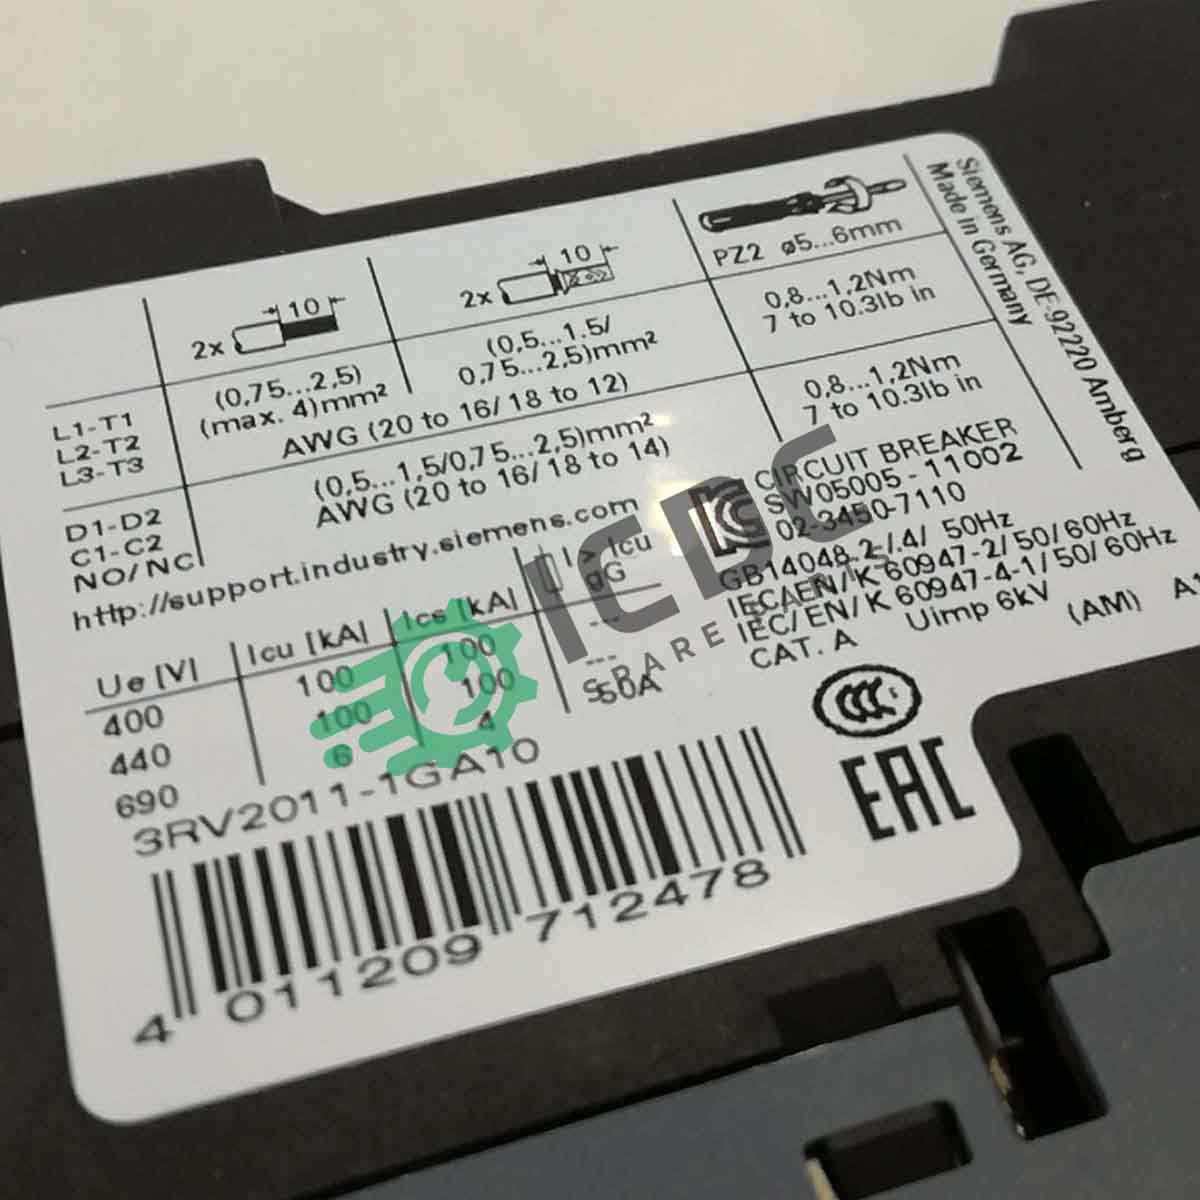 2x 10
2x 10
PZ2 ø5...6mm
L1-T1
L2-T2
L3-T3
(0,75...2,5)
(max. 4)mm²
(0,5...1.5/
0,75...2,5)mm²
AWG (20 to 16/ 18 to 12)
0,8...1,2Nm
7 to 10.3lb in
D1-D2
C1-C2
NO/NC
(0,5...1,5/0,75...2,5)mm²
AWG (20 to 16/ 18 to 14)
0,8...1,2Nm
7 to 10.3lb in
http://support.industry.siemens.com
Siemens AG, DE-92220 Amberg
Made in Germany
CIRCUIT BREAKER
SW05005-11002
02-3450-7110
GB14048.2/.4/ 50Hz
IEC/EN/K 60947-2/ 50/60Hz
IEC/EN/K 60947-4-1/ 50/60Hz
CAT. A Uimp 6kV (AM)
Ue [V] Icu [kA] Ics [kA] I > Icu gG
400 100 100 ---
440 100 100 ---
690 6 4 50A
3RV2011-1GA10
4 011209 712478
CCC
EAC
ICDC
SPARE